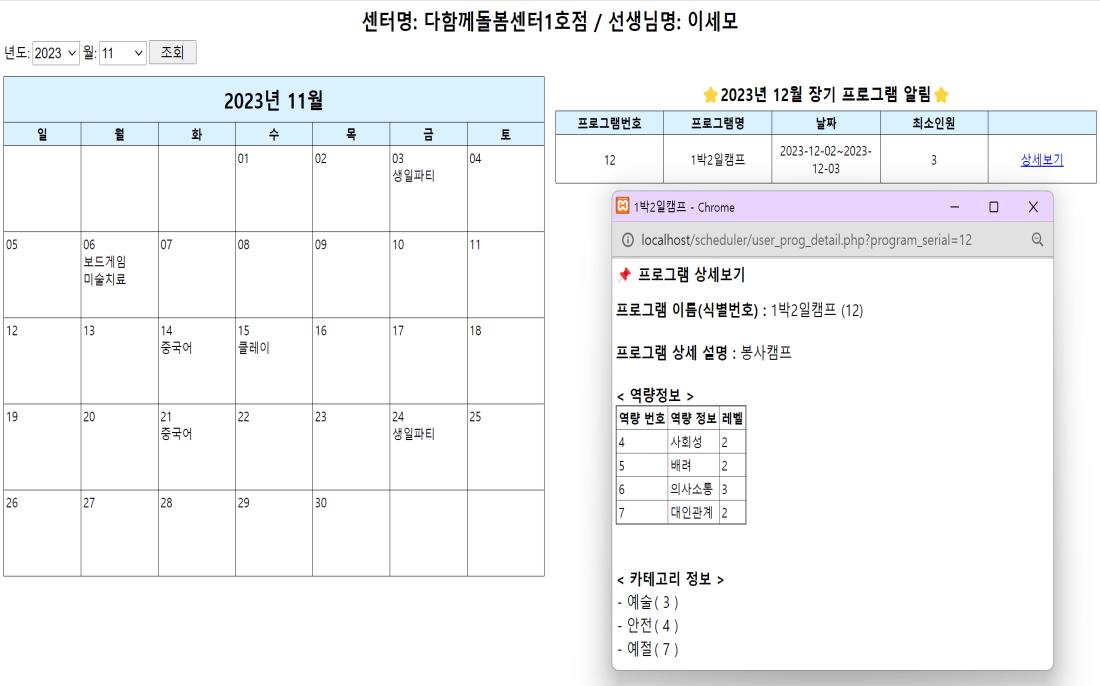 센터명: 다함께돌봄센터1호점 / 선생님명: 이세모
년도: 2023 월: 11 조회
2023년 11월
일 월 화 수 목 금 토
01 02 03 04
생일파티
05 06 07 08 09 10 11
보드게임
미술치료
12 13 14 15 16 17 18
중국어 클레이
19 20 21 22 23 24 25
중국어 생일파티
26 27 28 29 30
⭐2023년 12월 장기 프로그램 알림⭐
프로그램번호 프로그램명 날짜 최소인원
12 1박2일캠프 2023-12-02~2023-
12-03 3 상세보기
1박2일캠프 - Chrome
localhost/scheduler/user_prog_detail.php?program_serial=12
📌 프로그램 상세보기
프로그램 이름(식별번호) : 1박2일캠프 (12)
프로그램 상세 설명 : 봉사캠프
< 역량정보 >
역량 번호 역량 정보 레벨
4 사회성 2
5 배려 2
6 의사소통 3
7 대인관계 2
< 카테고리 정보 >
- 예술( 3 )
- 안전( 4 )
- 예절( 7 )